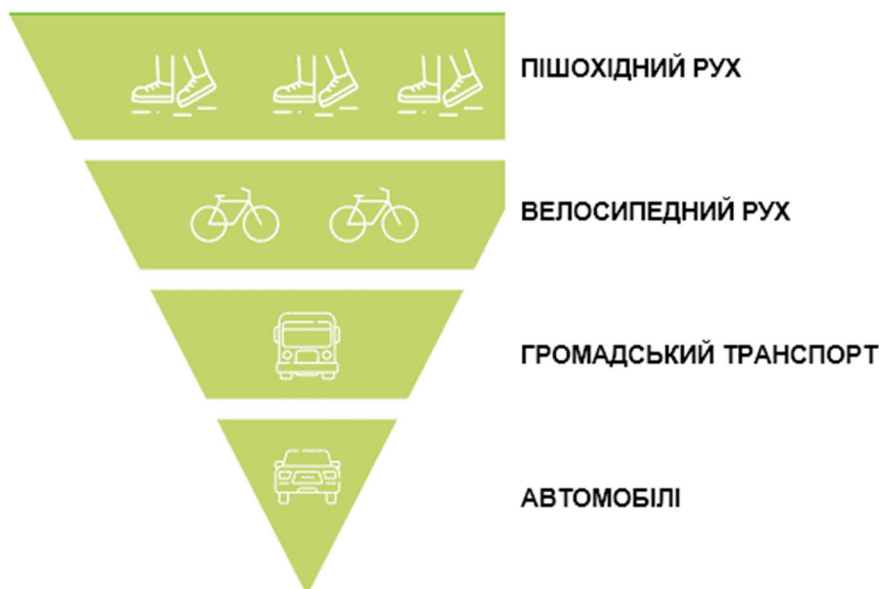 ПІШОХІДНИЙ РУХ
ВЕЛОСИПЕДНИЙ РУХ
ГРОМАДСЬКИЙ ТРАНСПОРТ
АВТОМОБІЛІ